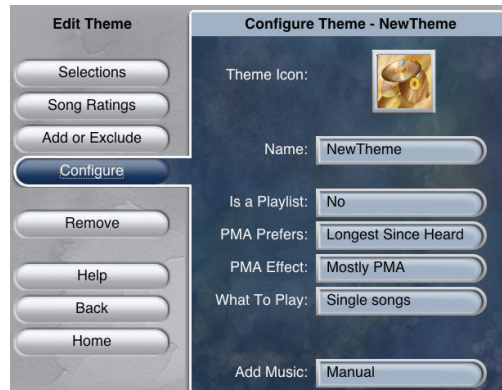 Edit Theme
Selections
Song Ratings
Add or Exclude
Configure
Remove
Help
Back
Home
Configure Theme - NewTheme
Theme Icon:
Name: NewTheme
Is a Playlist: No
PMA Prefers: Longest Since Heard
PMA Effect: Mostly PMA
What To Play: Single songs
Add Music: Manual